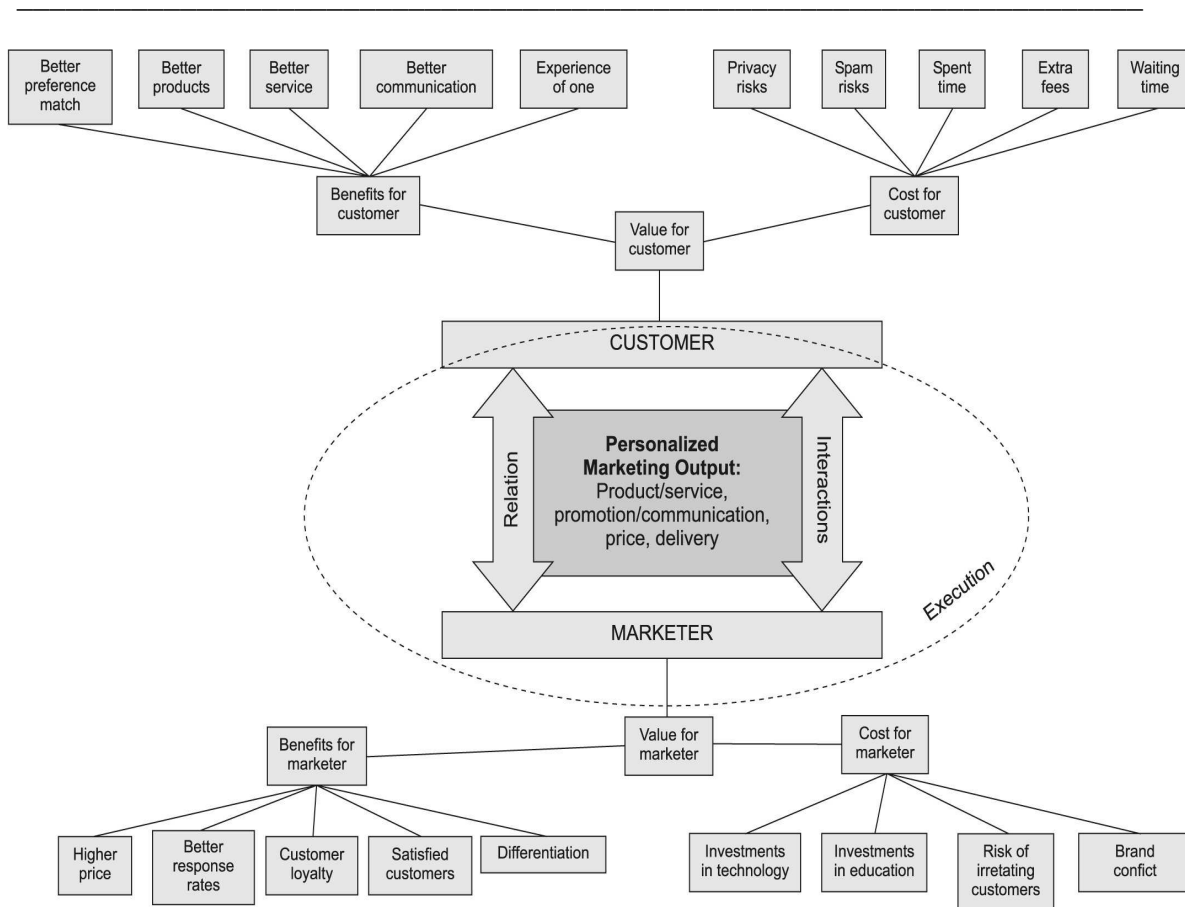 Better
preference
match
Better
products
Better
service
Better
communication
Experience
of one
Privacy
risks
Spam
risks
Spent
time
Extra
fees
Waiting
time
Benefits for
customer
Cost for
customer
Value for
customer
CUSTOMER
Relation
Personalized
Marketing Output:
Product/service,
promotion/communication,
price, delivery
Interactions
Execution
MARKETER
Benefits for
marketer
Value for
marketer
Cost for
marketer
Higher
price
Better
response
rates
Customer
loyalty
Satisfied
customers
Differentiation
Investments
in technology
Investments
in education
Risk of
irretating
customers
Brand
confict